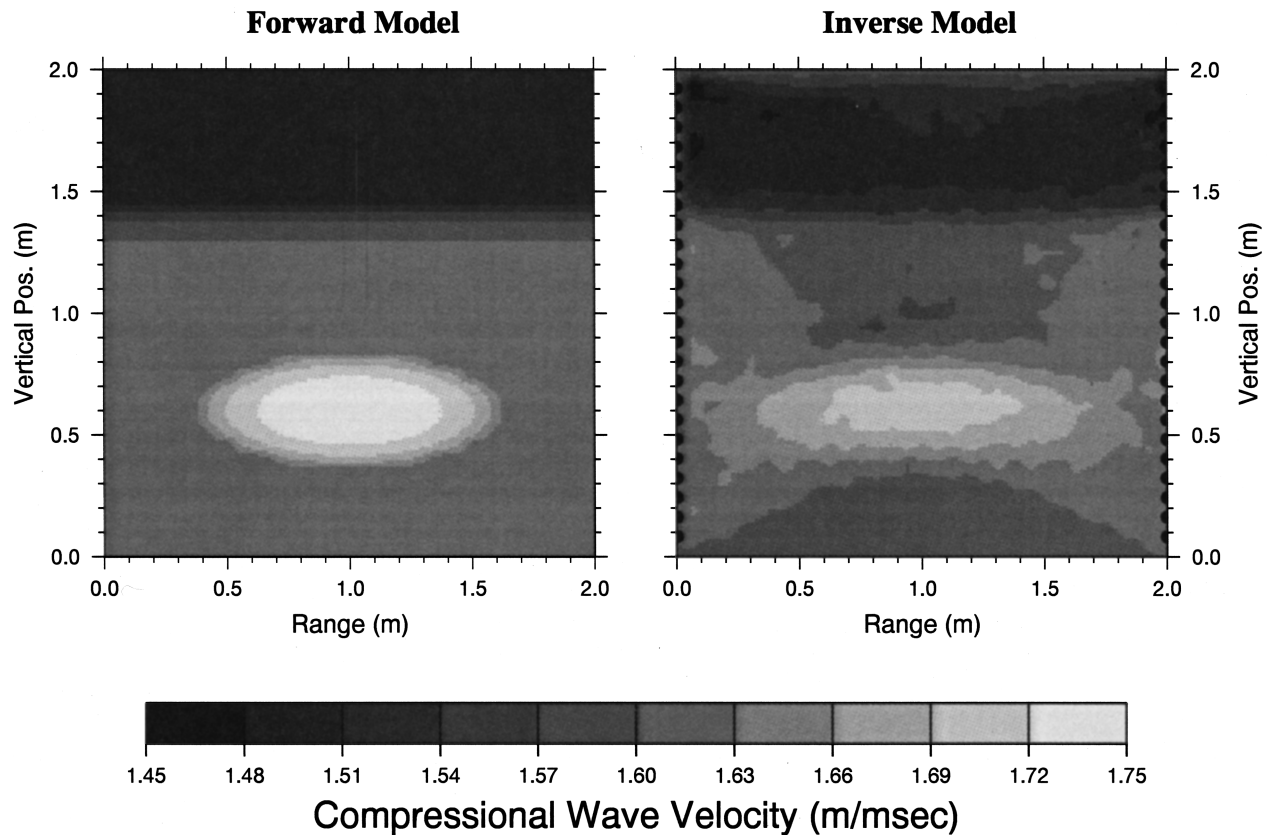 Forward Model
Inverse Model
2.0
1.5
1.0
0.5
0.0
Vertical Pos. (m)
0.0 0.5 1.0 1.5 2.0
Range (m)
2.0
1.5
1.0
0.5
0.0
Vertical Pos. (m)
0.0 0.5 1.0 1.5 2.0
Range (m)
1.45 1.48 1.51 1.54 1.57 1.60 1.63 1.66 1.69 1.72 1.75
Compressional Wave Velocity (m/msec)